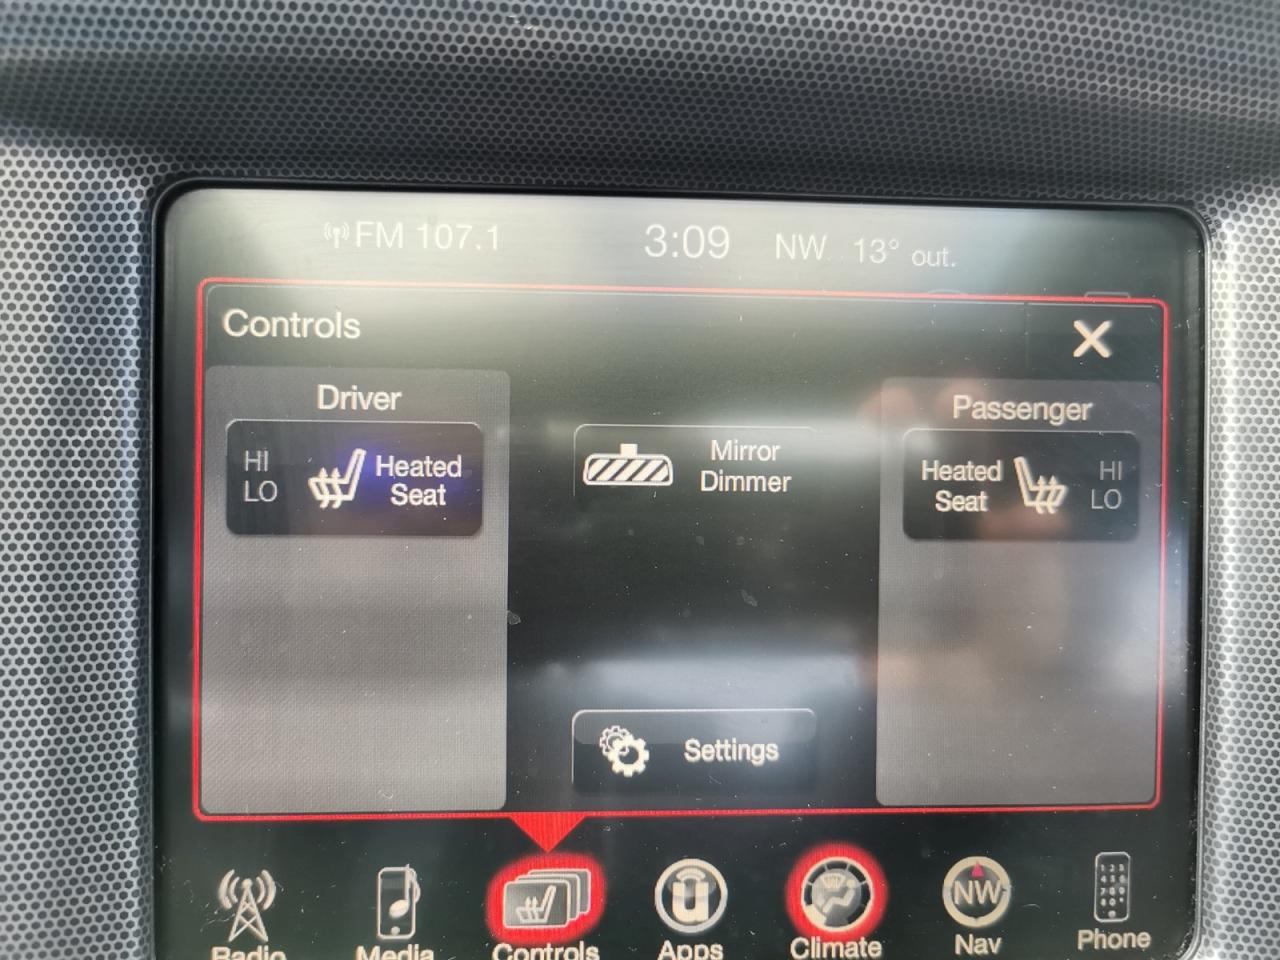 FM 107.1 3:09 NW 13° out.
Controls X
Driver
HI
LO
Heated
Seat
Mirror
Dimmer
Passenger
Heated
Seat
HI
LO
Settings
NW
Radio Media Controls Apps Climate Nav Phone